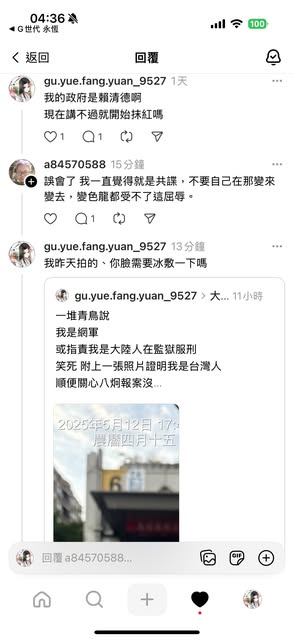 04:36
100
◀ G世代 永恆
返回
回覆
gu.yue.fang.yuan_9527 1天
我的政府是賴清德啊
現在講不過就開始抹紅嗎
1 1
a84570588 15分鐘
誤會了 我一直覺得就是共諜，不要自己在那變來
變去，變色龍都受不了這屈辱。
1
gu.yue.fang.yuan_9527 13分鐘
我昨天拍的、你臉需要冰敷一下嗎
gu.yue.fang.yuan_9527 > 大... 11小時
一堆青鳥說
我是網軍
或指責我是大陸人在監獄服刑
笑死 附上一張照片證明我是台灣人
順便關心八炯報案沒...
2025年5月12日 17:
農曆四月十五
6
回覆 a84570588...
GIF